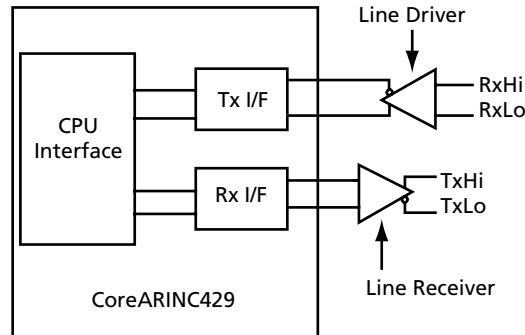 Line Driver
CPU
Interface
Tx I/F
RxHi
RxLo
Rx I/F
TxHi
TxLo
Line Receiver
CoreARINC429